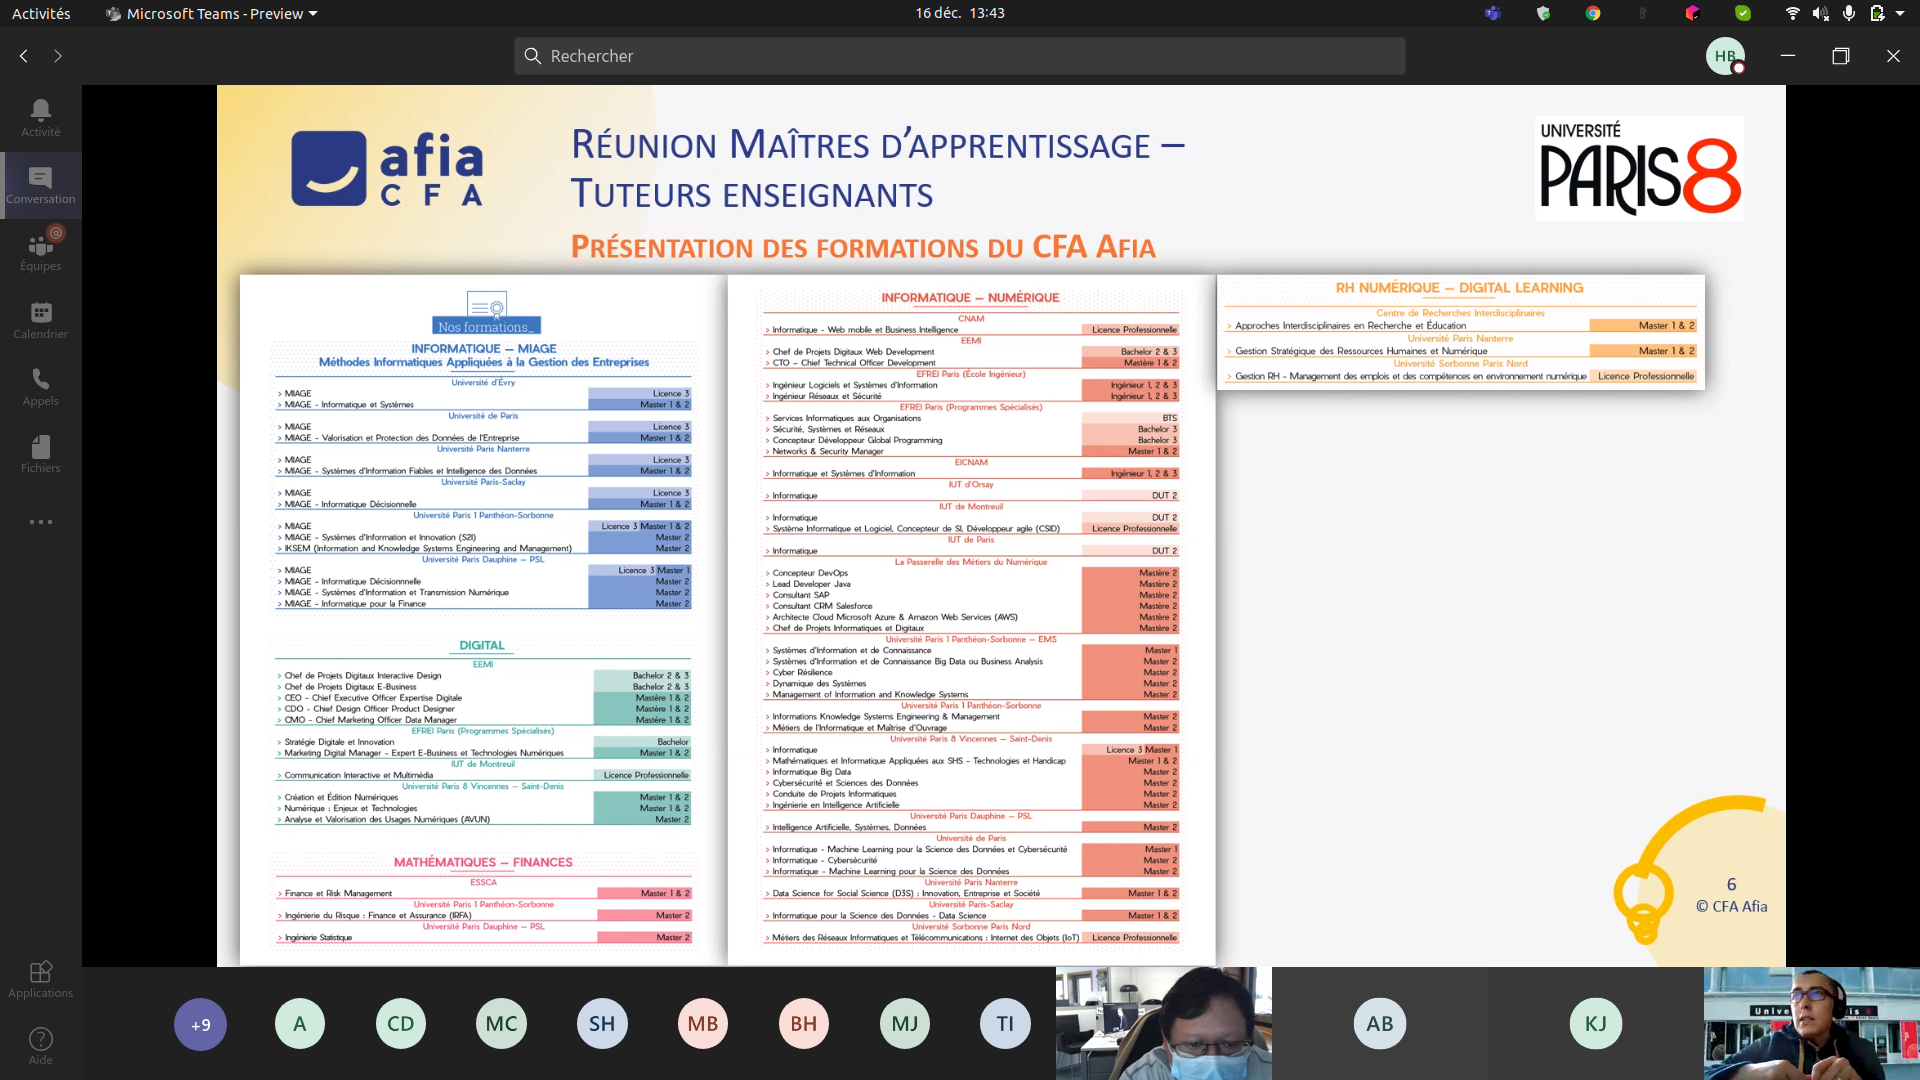 Activités
Microsoft Teams - Preview
16 déc. 13:43
Rechercher
HB
Activité
Conversation
Équipes
Calendrier
Appels
Fichiers
Applications
Aide
afia
CFA
RÉUNION MAÎTRES D'APPRENTISSAGE –
TUTEURS ENSEIGNANTS
PRÉSENTATION DES FORMATIONS DU CFA AFIA
UNIVERSITÉ
PARIS8
Nos formations_
INFORMATIQUE – MIAGE
Méthodes Informatiques Appliquées à la Gestion des Entreprises
Université d'Évry
> MIAGE Licence 3
> MIAGE - Informatique et Systèmes Master 1 & 2
Université de Paris
> MIAGE Licence 3
> MIAGE - Valorisation et Protection des Données de l'Entreprise Master 1 & 2
Université Paris Nanterre
> MIAGE Licence 3
> MIAGE - Systèmes d'Information Fiables et Intelligence des Données Master 1 & 2
Université Paris-Saclay
> MIAGE Licence 3
> MIAGE - Informatique Décisionnelle Master 1 & 2
Université Paris 1 Panthéon-Sorbonne
> MIAGE Licence 3 Master 1 & 2
> MIAGE - Systèmes d'Information et Innovation (S2I) Master 2
> IKSEM (Information and Knowledge Systems Engineering and Management) Master 2
Université Paris Dauphine – PSL
> MIAGE Licence 3 Master 1
> MIAGE - Informatique Décisionnnelle Master 2
> MIAGE - Systèmes d'Information et Transmission Numérique Master 2
> MIAGE - Informatique pour la Finance Master 2
DIGITAL
EEMI
> Chef de Projets Digitaux Interactive Design Bachelor 2 & 3
> Chef de Projets Digitaux E-Business Bachelor 2 & 3
> CEO - Chief Executive Officer Expertise Digitale Mastère 1 & 2
> CDO - Chief Design Officer Product Designer Mastère 1 & 2
> CMO - Chief Marketing Officer Data Manager Mastère 1 & 2
EFREI Paris (Programmes Spécialisés)
> Stratégie Digitale et Innovation Bachelor
> Marketing Digital Manager - Expert E-Business et Technologies Numériques Master 1 & 2
IUT de Montreuil
> Communication Interactive et Multimédia Licence Professionnelle
Université Paris 8 Vincennes – Saint-Denis
> Création et Édition Numériques Master 1 & 2
> Numérique : Enjeux et Technologies Master 1 & 2
> Analyse et Valorisation des Usages Numériques (AVUN) Master 2
MATHÉMATIQUES – FINANCES
ESSCA
> Finance et Risk Management Master 1 & 2
Université Paris 1 Panthéon-Sorbonne
> Ingénierie du Risque : Finance et Assurance (IRFA) Master 2
Université Paris Dauphine – PSL
> Ingénierie Statistique Master 2
INFORMATIQUE – NUMÉRIQUE
CNAM
> Informatique - Web mobile et Business Intelligence Licence Professionnelle
EEMI
> Chef de Projets Digitaux Web Development Bachelor 2 & 3
> CTO - Chief Technical Officer Development Mastère 1 & 2
EFREI Paris (École Ingénieur)
> Ingénieur Logiciels et Systèmes d'Information Ingénieur 1, 2 & 3
> Ingénieur Réseaux et Sécurité Ingénieur 1, 2 & 3
EFREI Paris (Programmes Spécialisés)
> Services Informatiques aux Organisations BTS
> Sécurité, Systèmes et Réseaux Bachelor 3
> Concepteur Développeur Global Programming Bachelor 3
> Networks & Security Manager Master 1 & 2
EICNAM
> Informatique et Systèmes d'Information Ingénieur 1, 2 & 3
IUT d'Orsay
> Informatique DUT 2
IUT de Montreuil
> Informatique DUT 2
> Système Informatique et Logiciel, Concepteur de SI, Développeur agile (CSID) Licence Professionnelle
IUT de Paris
> Informatique DUT 2
La Passerelle des Métiers du Numérique
> Concepteur DevOps Mastère 2
> Lead Developer Java Mastère 2
> Consultant SAP Mastère 2
> Consultant CRM Salesforce Mastère 2
> Architecte Cloud Microsoft Azure & Amazon Web Services (AWS) Mastère 2
> Chef de Projets Informatiques et Digitaux Mastère 2
Université Paris 1 Panthéon-Sorbonne – EMS
> Systèmes d'Information et de Connaissance Master 1
> Systèmes d'Information et de Connaissance Big Data ou Business Analysis Master 2
> Cyber Résilience Master 2
> Dynamique des Systèmes Master 2
> Management of Information and Knowledge Systems Master 2
Université Paris 1 Panthéon-Sorbonne
> Informations Knowledge Systems Engineering & Management Master 2
> Métiers de l'Informatique et Maîtrise d'Ouvrage Master 2
Université Paris 8 Vincennes – Saint-Denis
> Informatique Licence 3 Master 1
> Mathématiques et Informatique Appliquées aux SHS - Technologies et Handicap Master 1 & 2
> Informatique Big Data Master 2
> Cybersécurité et Sciences des Données Master 2
> Conduite de Projets Informatiques Master 2
> Ingénierie en Intelligence Artificielle Master 2
Université Paris Dauphine – PSL
> Intelligence Artificielle, Systèmes, Données Master 2
Université de Paris
> Informatique - Machine Learning pour la Science des Données et Cybersécurité Master 1
> Informatique - Cybersécurité Master 2
> Informatique - Machine Learning pour la Science des Données Master 2
Université Paris Nanterre
> Data Science for Social Science (D3S) : Innovation, Entreprise et Société Master 1 & 2
Université Paris-Saclay
> Informatique pour la Science des Données - Data Science Master 1 & 2
Université Sorbonne Paris Nord
> Métiers des Réseaux Informatiques et Télécommunications : Internet des Objets (IoT) Licence Professionnelle
RH NUMÉRIQUE – DIGITAL LEARNING
Centre de Recherches Interdisciplinaires
> Approches Interdisciplinaires en Recherche et Éducation Master 1 & 2
Université Paris Nanterre
> Gestion Stratégique des Ressources Humaines et Numérique Master 1 & 2
Université Sorbonne Paris Nord
> Gestion RH - Management des emplois et des compétences en environnement numérique Licence Professionnelle
6
© CFA Afia
+9
A
CD
MC
SH
MB
BH
MJ
TI
AB
KJ